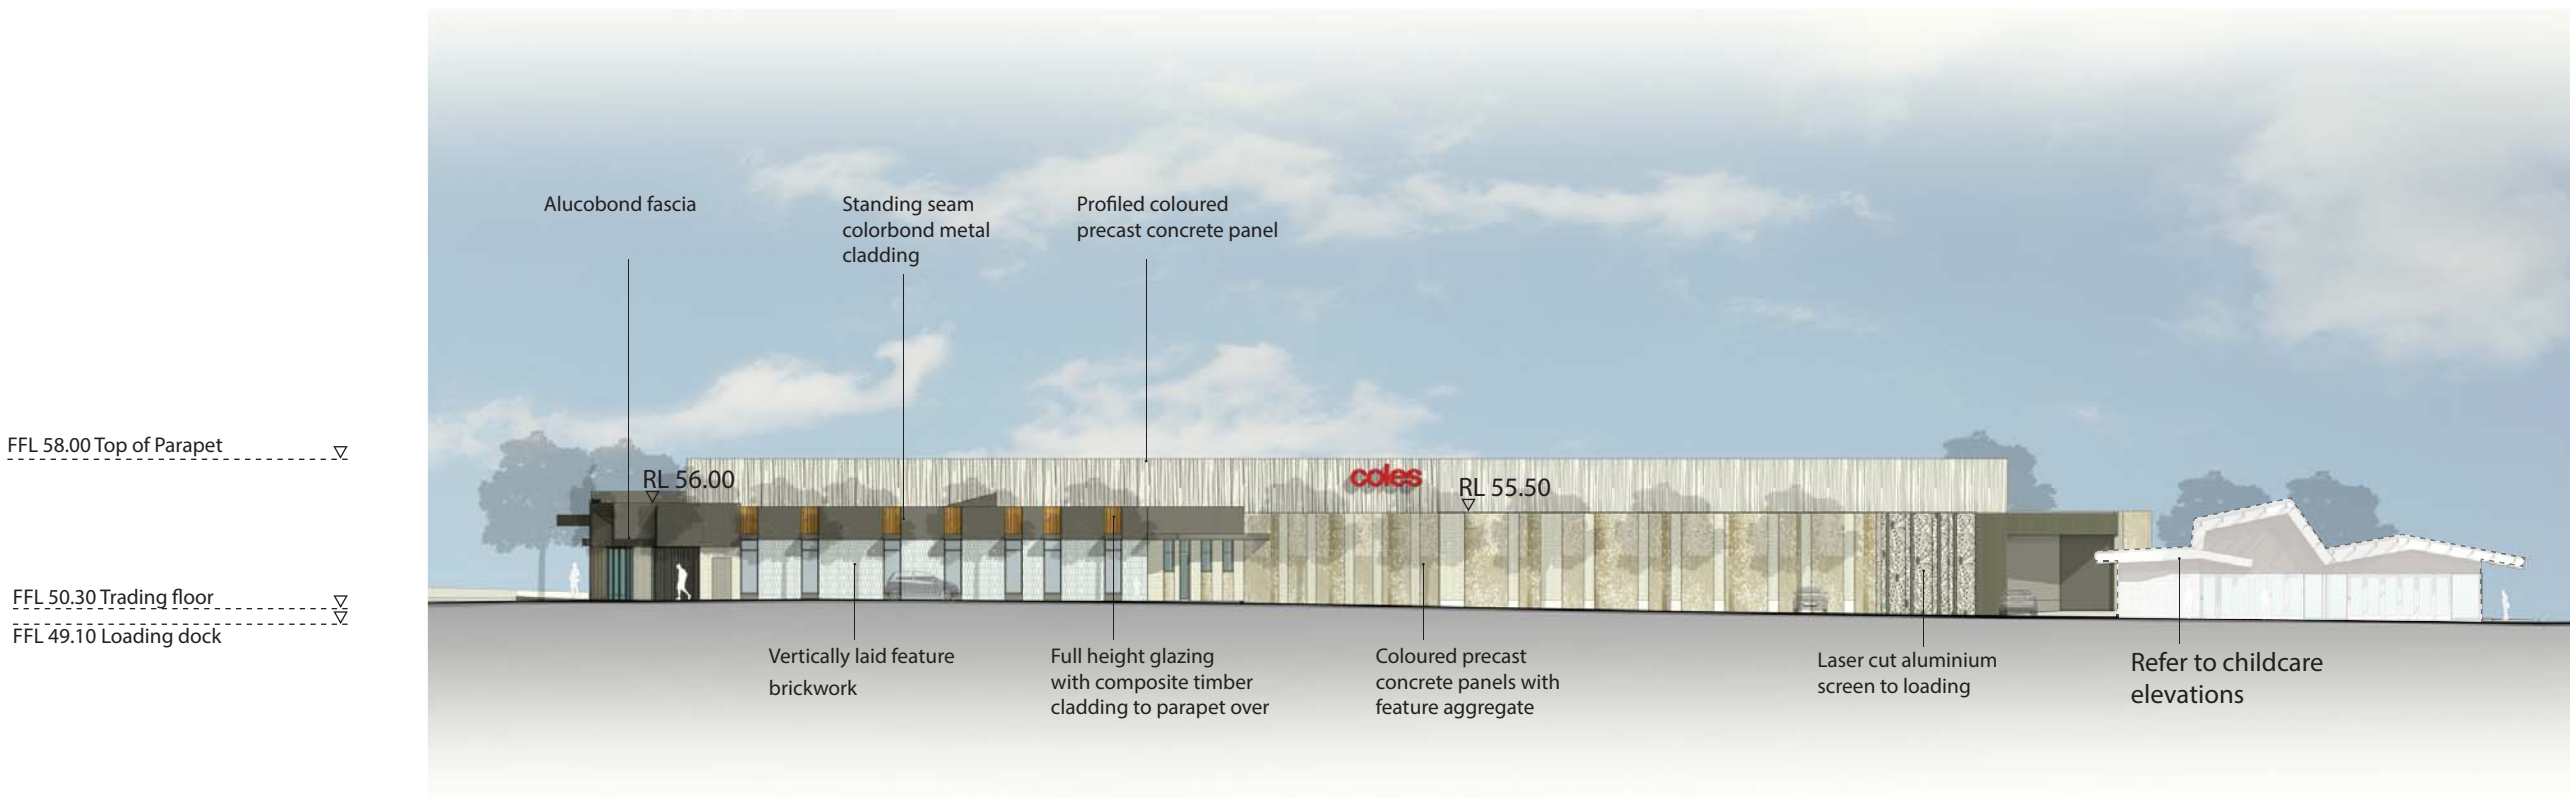 Alucobond fascia
Standing seam
colorbond metal
cladding
Profiled coloured
precast concrete panel
FFL 58.00 Top of Parapet
RL 56.00
coles
RL 55.50
FFL 50.30 Trading floor
FFL 49.10 Loading dock
Vertically laid feature
brickwork
Full height glazing
with composite timber
cladding to parapet over
Coloured precast
concrete panels with
feature aggregate
Laser cut aluminium
screen to loading
Refer to childcare
elevations